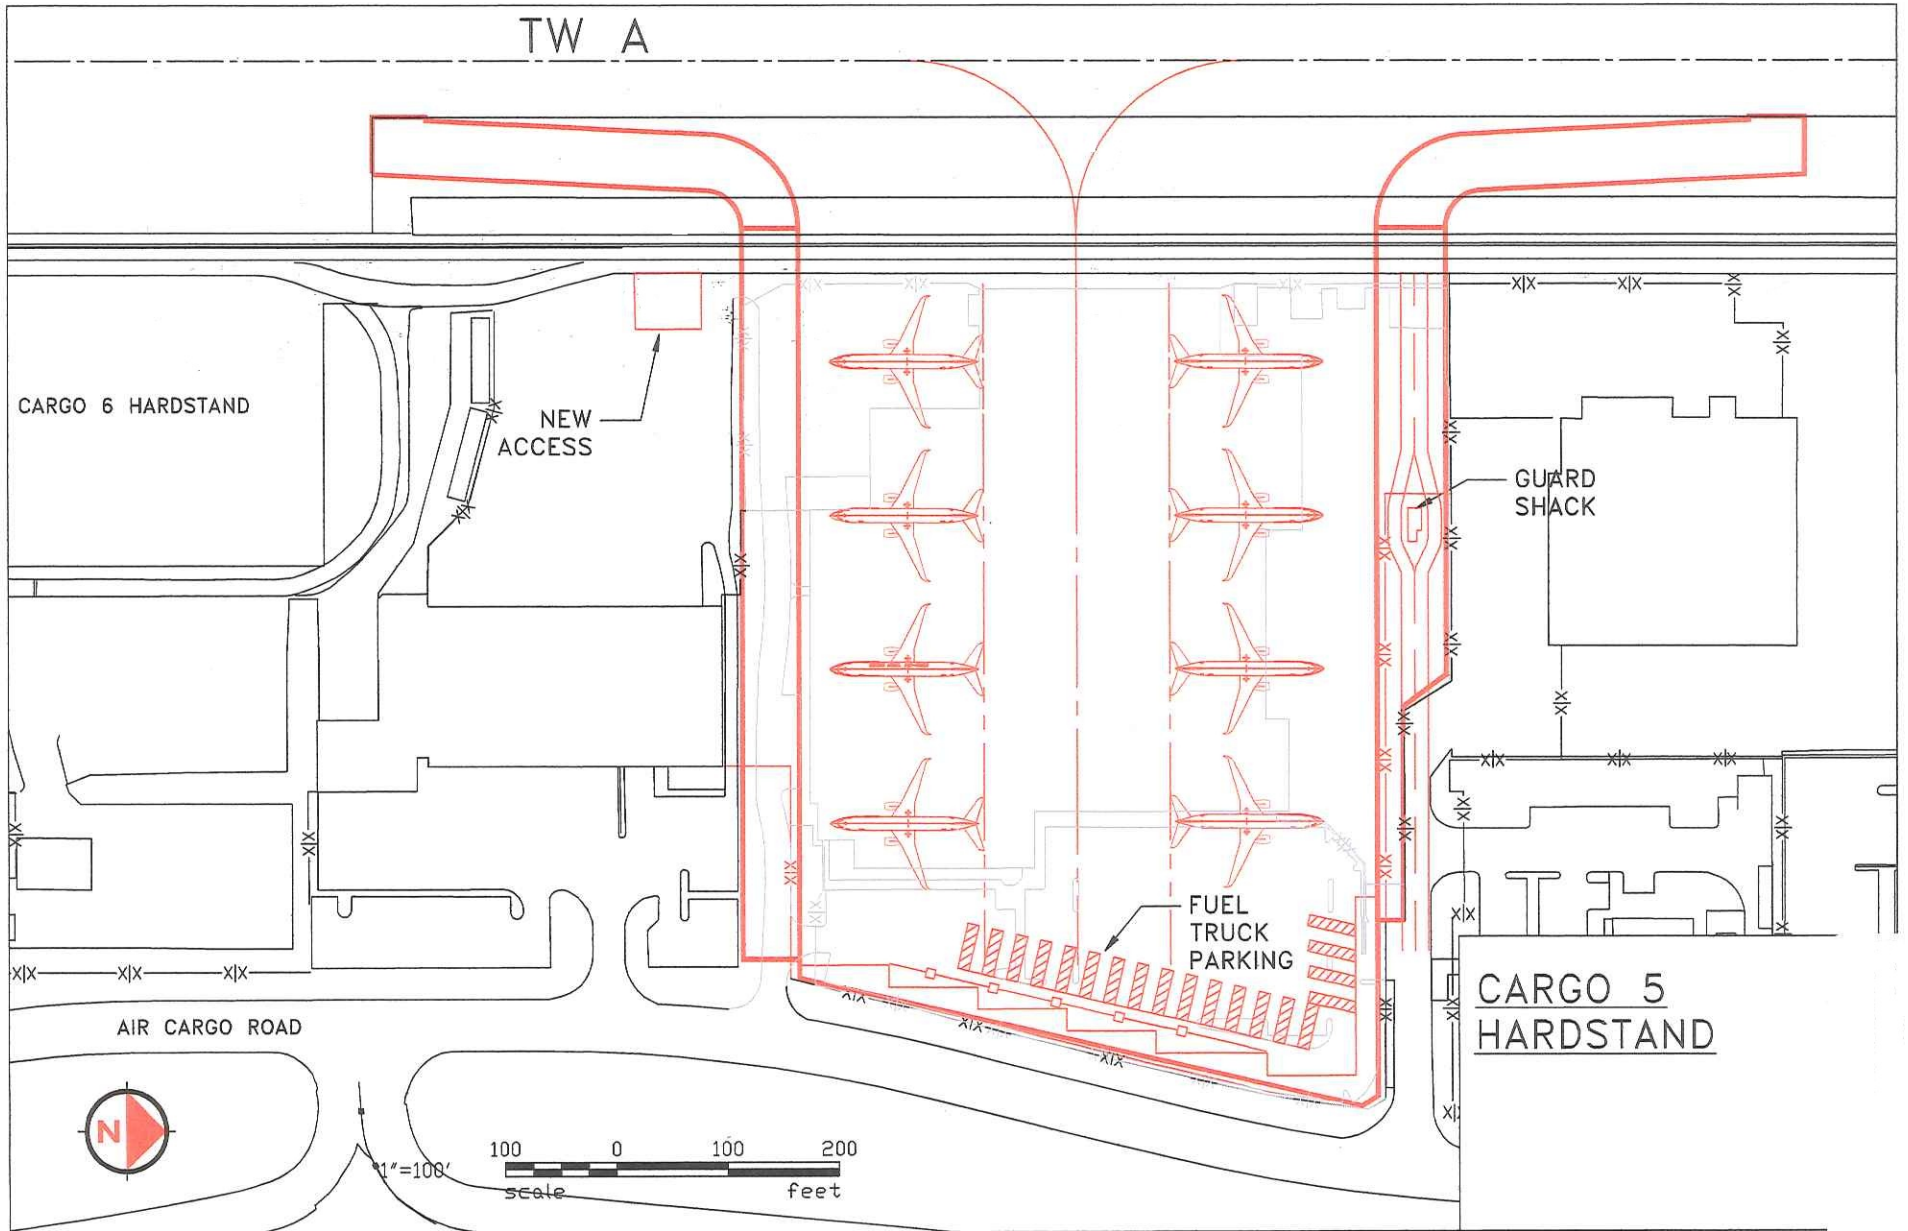 TW A
CARGO 6 HARDSTAND
NEW
ACCESS
GUARD
SHACK
FUEL
TRUCK
PARKING
CARGO 5
HARDSTAND
AIR CARGO ROAD
N
1"=100'
100 0 100 200
scale feet